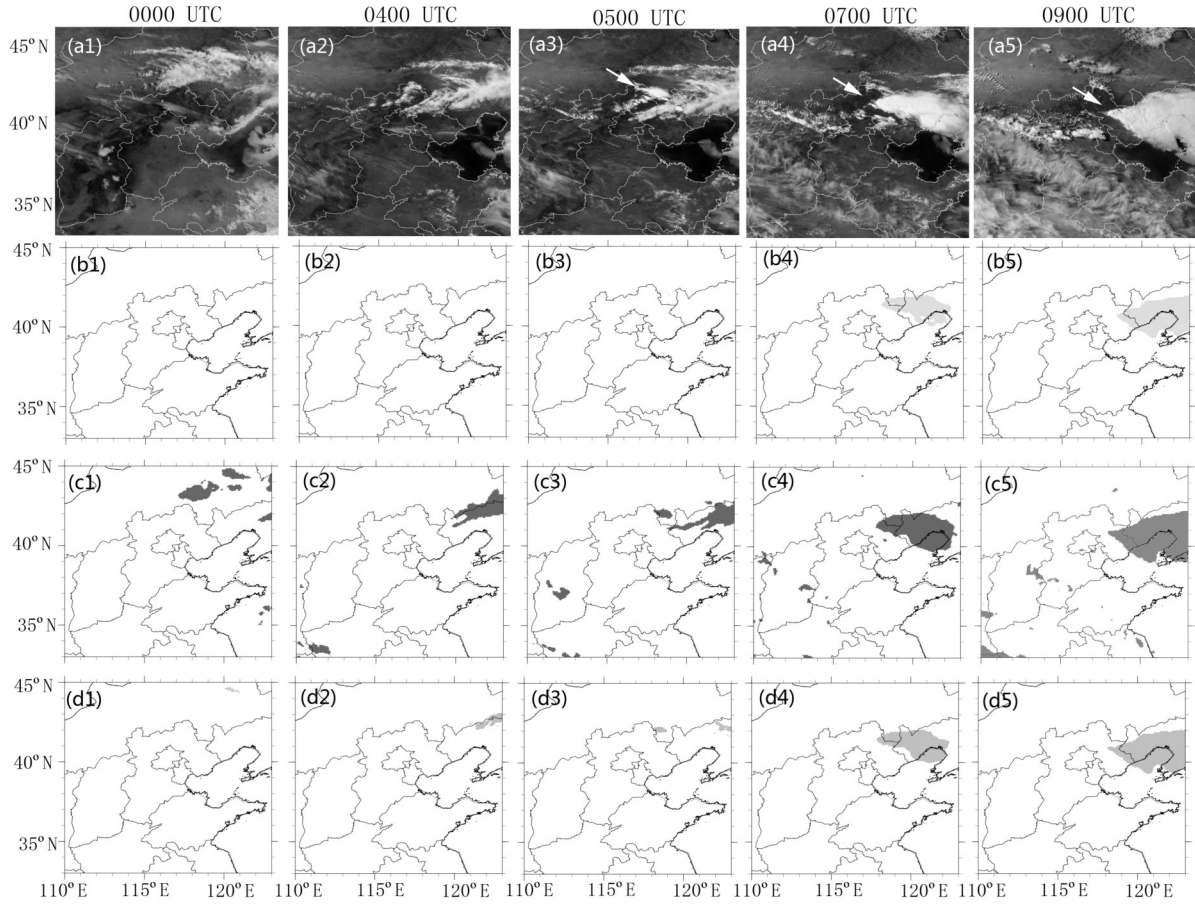 0000 UTC 0400 UTC 0500 UTC 0700 UTC 0900 UTC
45°N (a1) (a2) (a3) (a4) (a5)
40°N
35°N
45°N (b1) (b2) (b3) (b4) (b5)
40°N
35°N
45°N (c1) (c2) (c3) (c4) (c5)
40°N
35°N
45°N (d1) (d2) (d3) (d4) (d5)
40°N
35°N
110°E 115°E 120°E 110°E 115°E 120°E 110°E 115°E 120°E 110°E 115°E 120°E 110°E 115°E 120°E